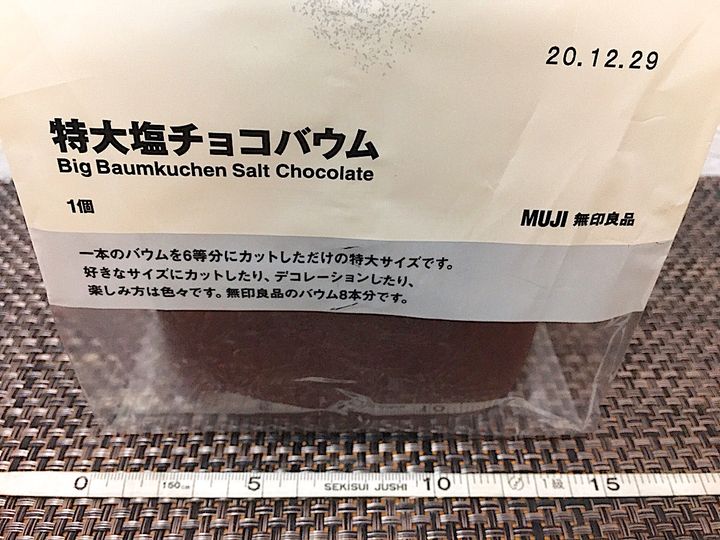 20.12.29
特大塩チョコバウム
Big Baumkuchen Salt Chocolate
1個
MUJI 無印良品
一本のバウムを6等分にカットしただけの特大サイズです。
好きなサイズにカットしたり、デコレーションしたり、
楽しみ方は色々です。無印良品のバウム8本分です。
0 150cm 5 SEKISUI JUSHI 10 1級 15